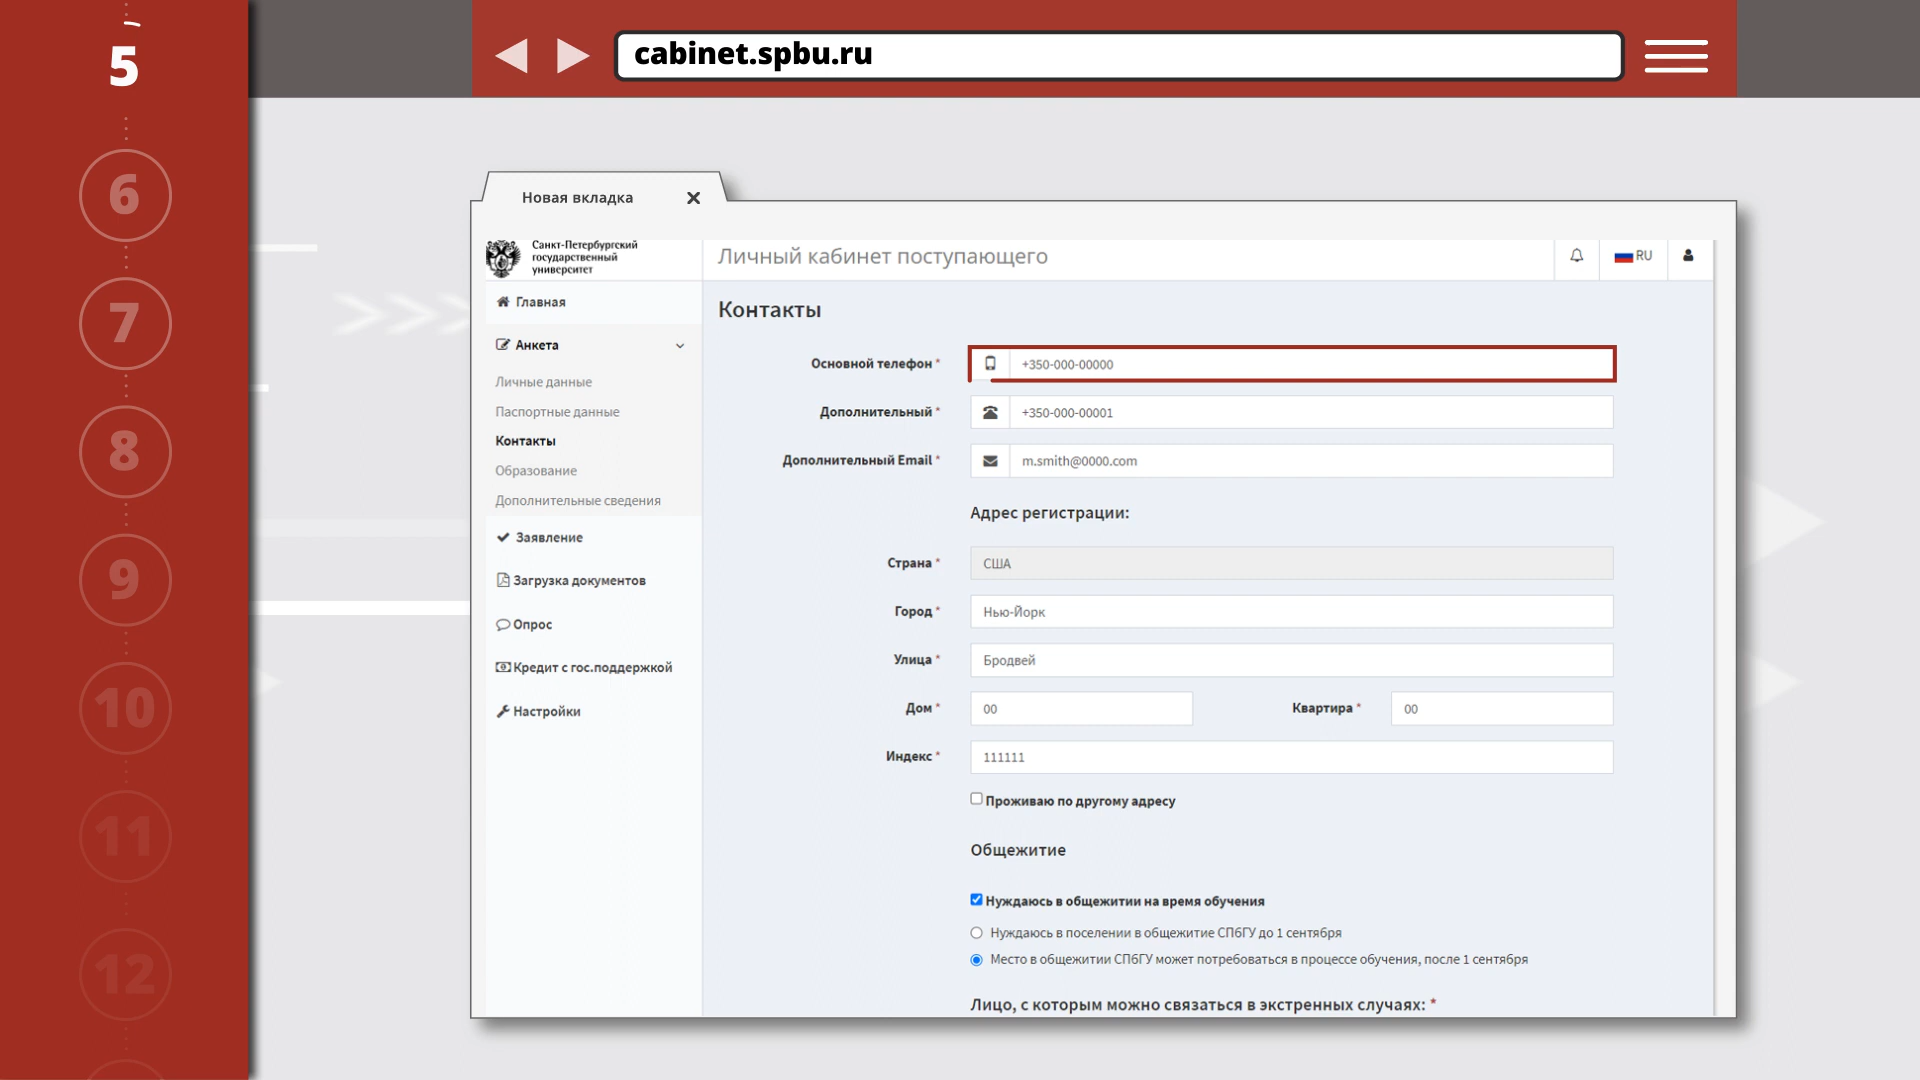 5
6
7
8
9
10
11
12
cabinet.spbu.ru
Новая вкладка
Санкт-Петербургский
государственный
университет
Личный кабинет поступающего
RU
Главная
Анкета
Личные данные
Паспортные данные
Контакты
Образование
Дополнительные сведения
Заявление
Загрузка документов
Опрос
Кредит с гос.поддержкой
Настройки
Контакты
Основной телефон * +350-000-00000
Дополнительный * +350-000-00001
Дополнительный Email * m.smith@0000.com
Адрес регистрации:
Страна * США
Город * Нью-Йорк
Улица * Бродвей
Дом * 00 Квартира * 00
Индекс * 111111
Проживаю по другому адресу
Общежитие
Нуждаюсь в общежитии на время обучения
Нуждаюсь в поселении в общежитие СПбГУ до 1 сентября
Место в общежитии СПбГУ может потребоваться в процессе обучения, после 1 сентября
Лицо, с которым можно связаться в экстренных случаях: *